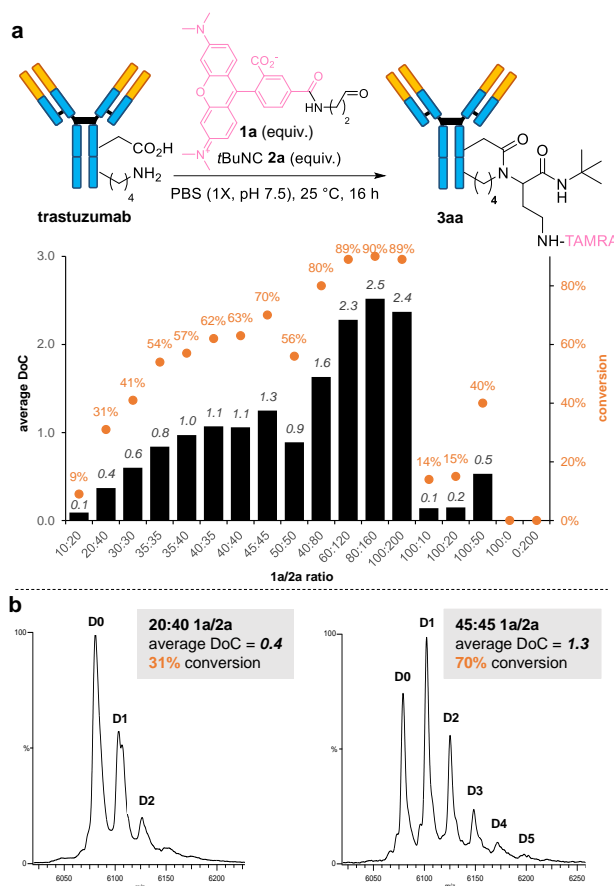 a
N
CO2-
O
O
N
O
HN
2
1a (equiv.)
CO2H
tBuNC 2a (equiv.)
NH2
4
N+
PBS (1X, pH 7.5), 25 °C, 16 h
trastuzumab
O
O
N
N
H
4
3aa
NH-TAMRA
3.0
2.0
1.0
0.0
average DoC
9%
31%
41%
54%
57%
62%
63%
70%
56%
80%
89%
90%
89%
14%
15%
40%
0.1
0.4
0.6
0.8
1.0
1.1
1.1
1.3
0.9
1.6
2.3
2.5
2.4
0.1
0.2
0.5
80%
60%
40%
20%
0%
conversion
10:20
20:40
30:30
35:35
35:40
40:35
40:40
45:45
50:50
40:80
60:120
80:160
100:200
100:10
100:20
100:50
100:0
0:200
1a/2a ratio
b
20:40 1a/2a
average DoC = 0.4
31% conversion
100
%
D0
D1
D2
6050
6100
6150
6200
m/z
45:45 1a/2a
average DoC = 1.3
70% conversion
100
%
D0
D1
D2
D3
D4
D5
6050
6100
6150
6200
6250
m/z